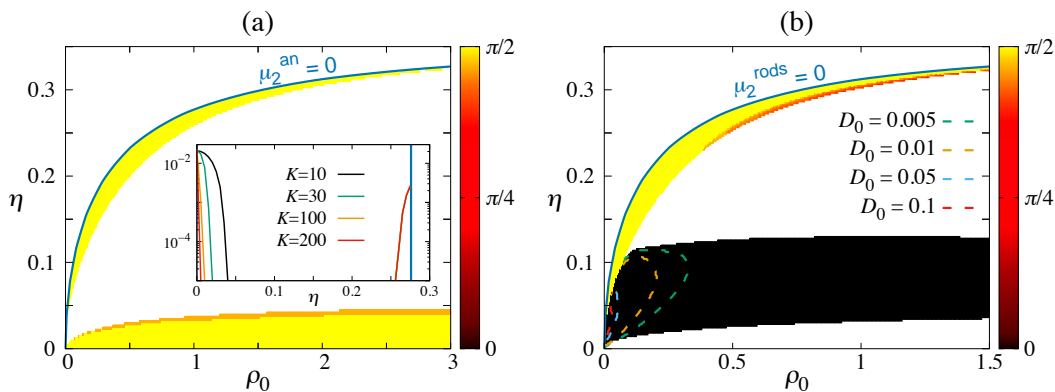 (a)
μ₂ᵃⁿ = 0
η
0.3
0.2
0.1
0
0
1
2
3
ρ₀
π/2
π/4
0
10⁻²
10⁻⁴
K=10
K=30
K=100
K=200
0
0.1
0.2
0.3
η
(b)
μ₂ʳᵒᵈˢ = 0
η
0.3
0.2
0.1
0
0
0.5
1
1.5
ρ₀
D₀ = 0.005
D₀ = 0.01
D₀ = 0.05
D₀ = 0.1
π/2
π/4
0